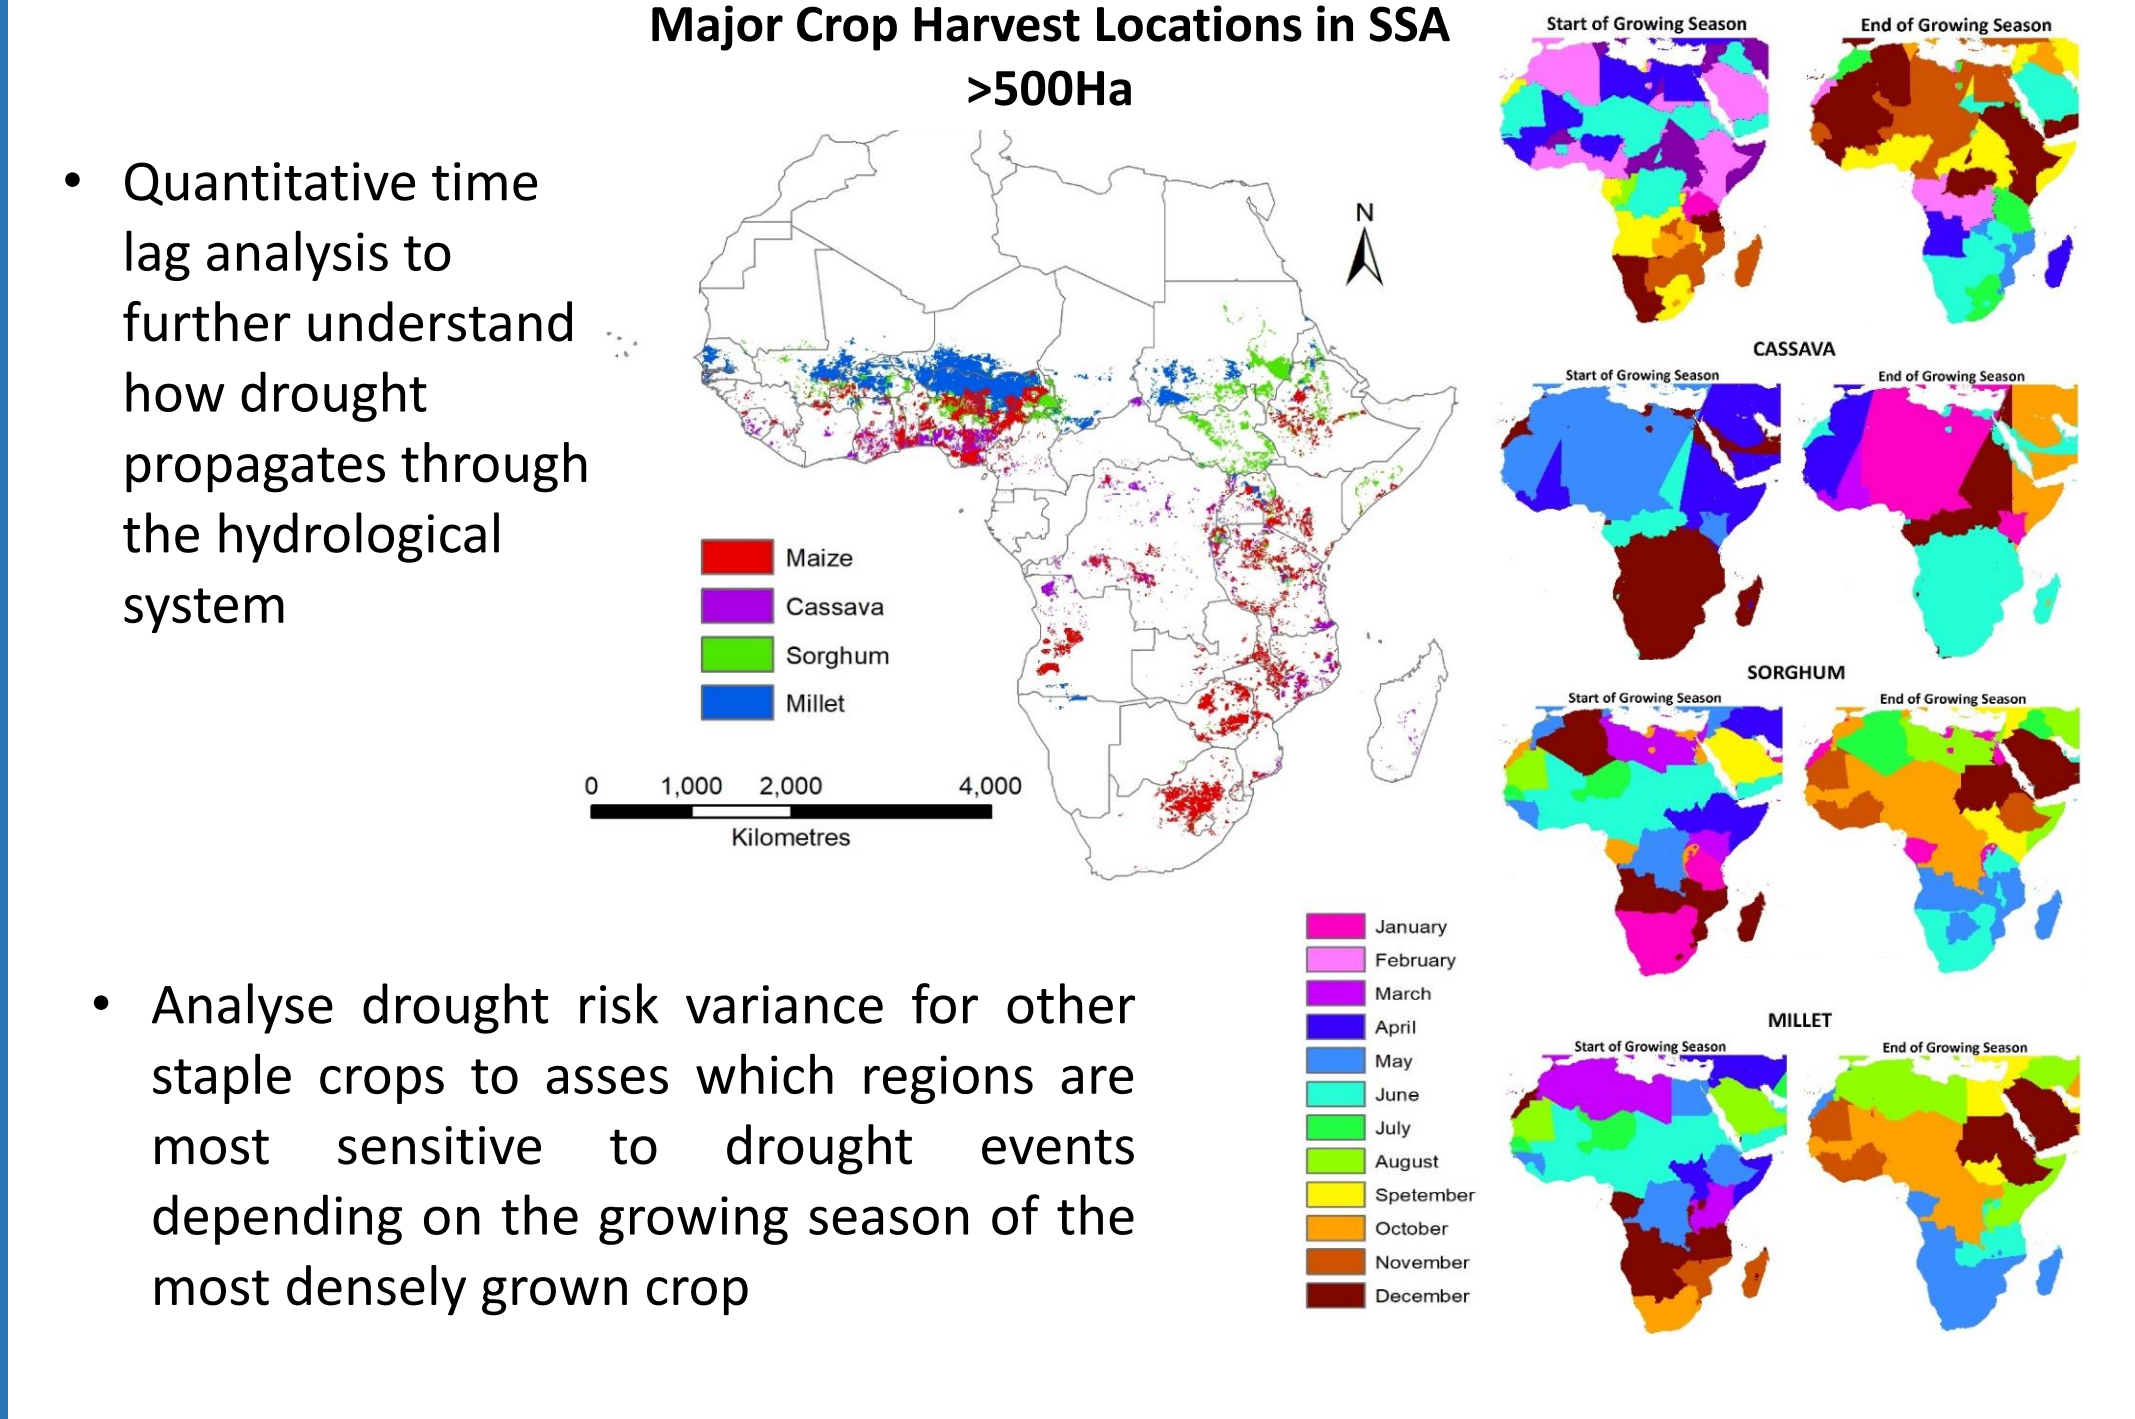 Major Crop Harvest Locations in SSA
>500Ha
• Quantitative time
lag analysis to
further understand
how drought
propagates through
the hydrological
system
N
Maize
Cassava
Sorghum
Millet
0 1,000 2,000 4,000
Kilometres
• Analyse drought risk variance for other
staple crops to asses which regions are
most sensitive to drought events
depending on the growing season of the
most densely grown crop
January
February
March
April
May
June
July
August
Spetember
October
November
December
Start of Growing Season End of Growing Season
CASSAVA
Start of Growing Season End of Growing Season
SORGHUM
Start of Growing Season End of Growing Season
MILLET
Start of Growing Season End of Growing Season